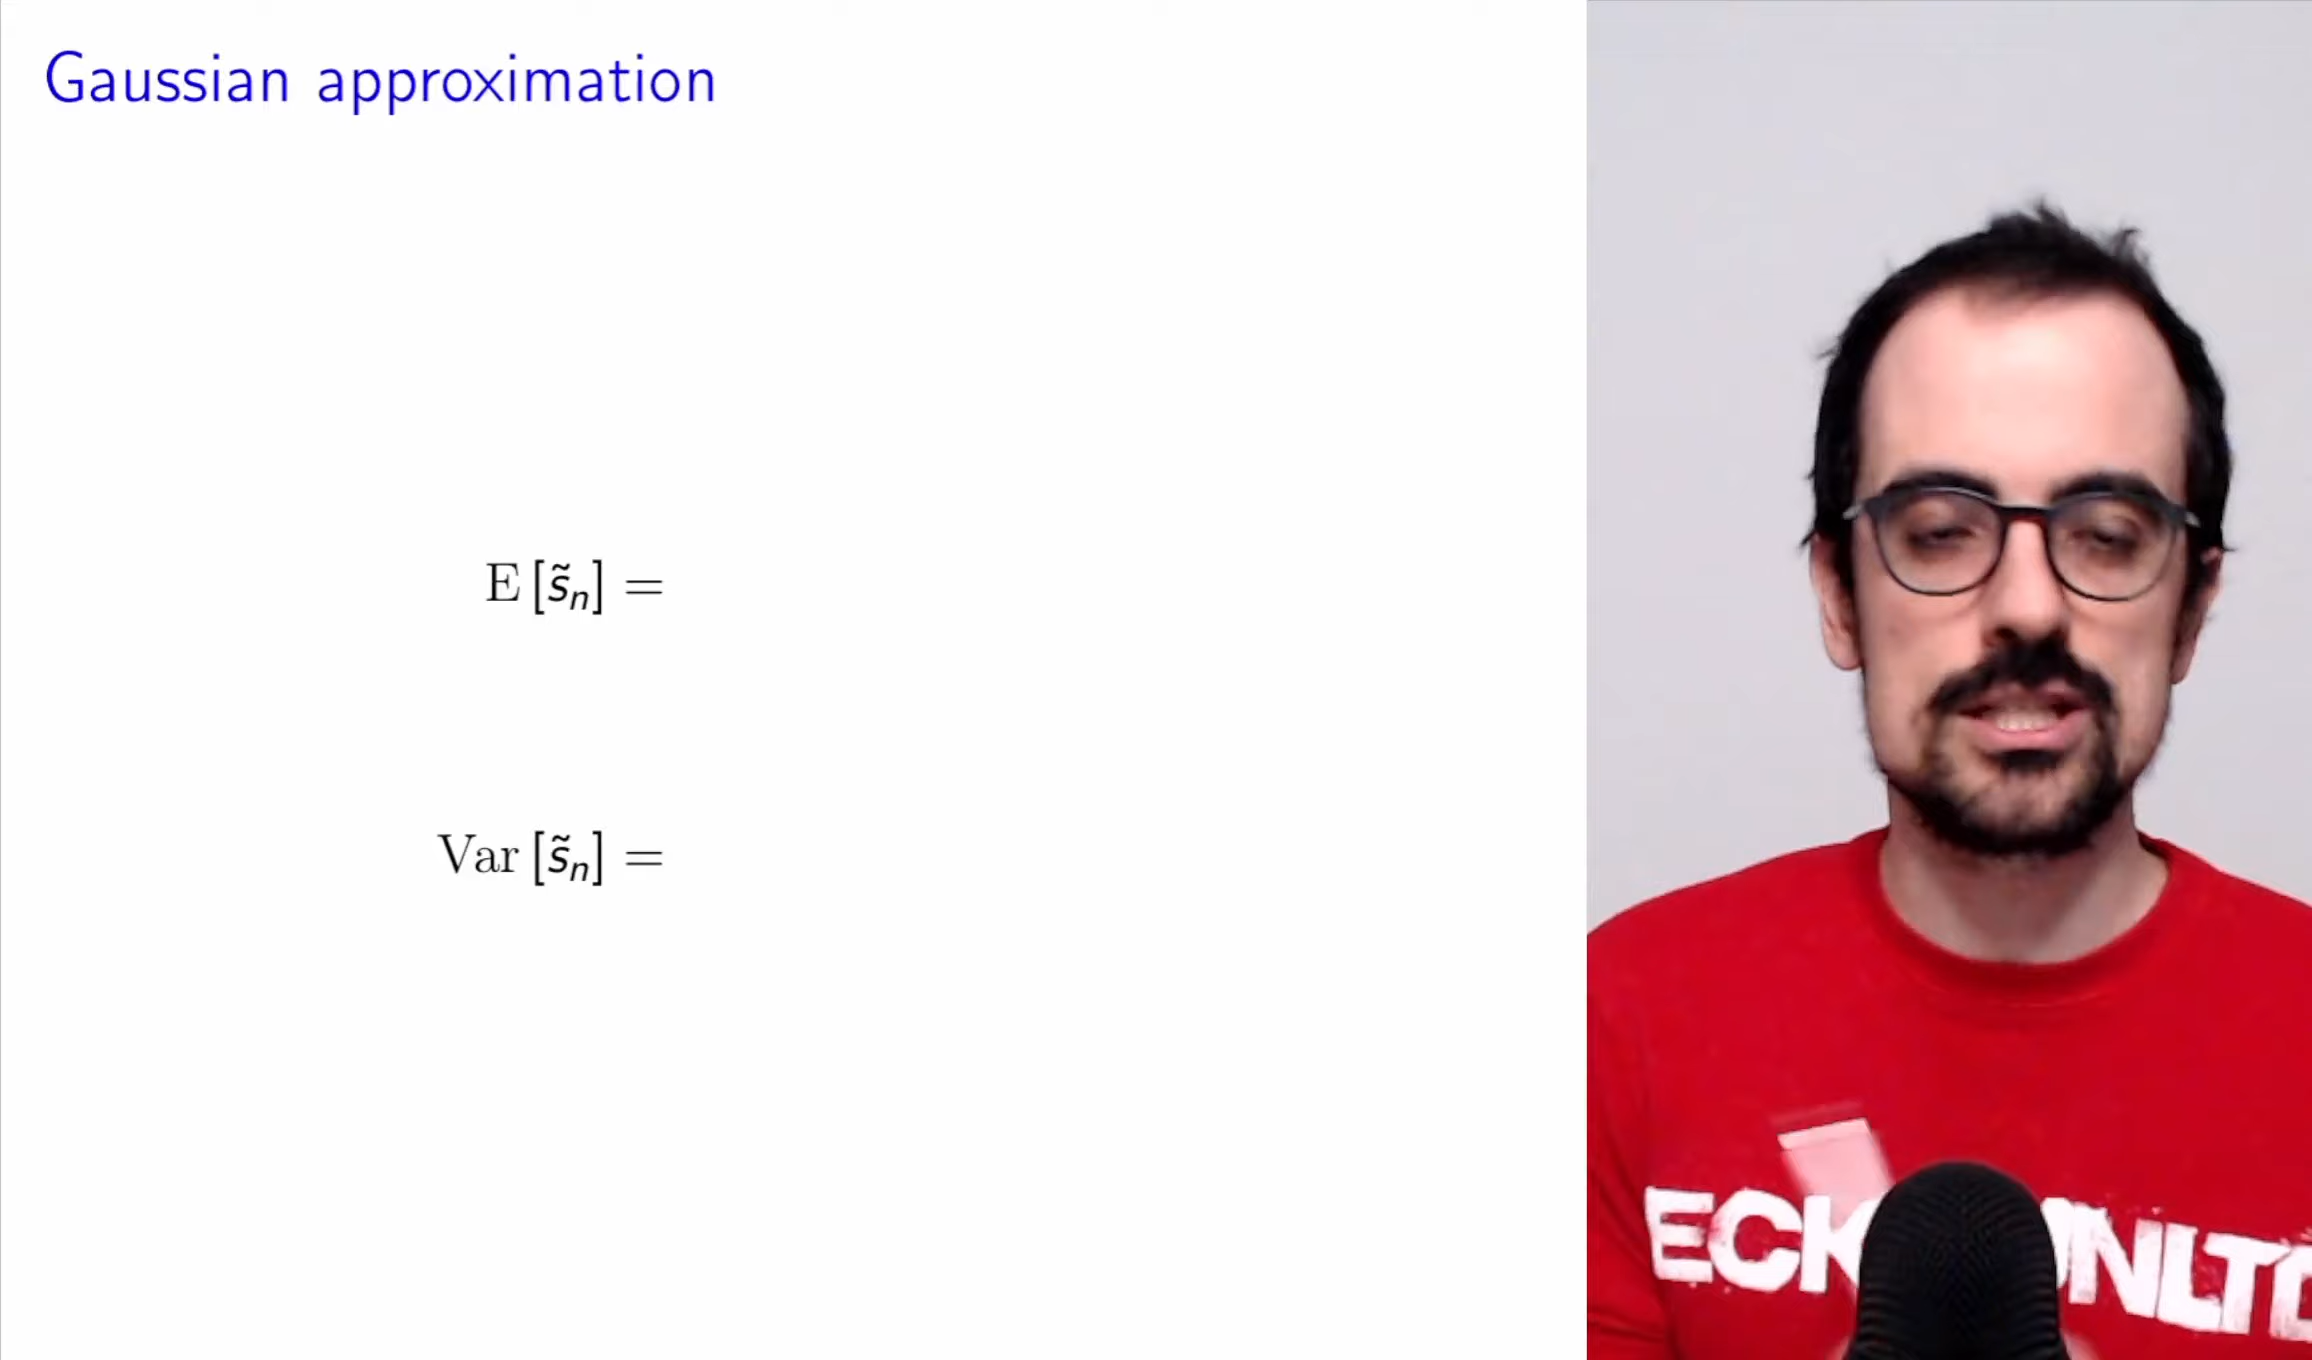 Gaussian approximation
E [s̃ₙ] =
Var [s̃ₙ] =